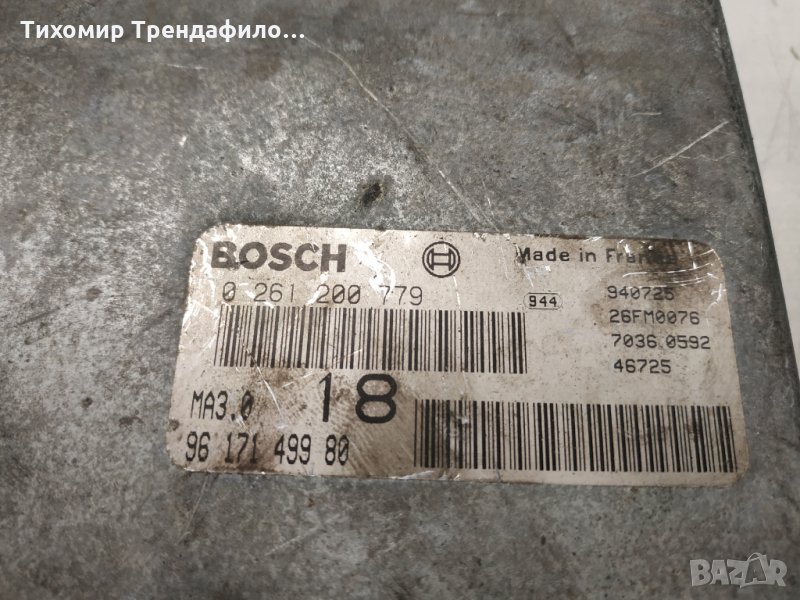 Тихомир Трендафило...
BOSCH
Made in France
0 261 200 779
944
940725
26FM0076
7036 0592
46725
MA3.0
18
96 171 499 80
BAZAR